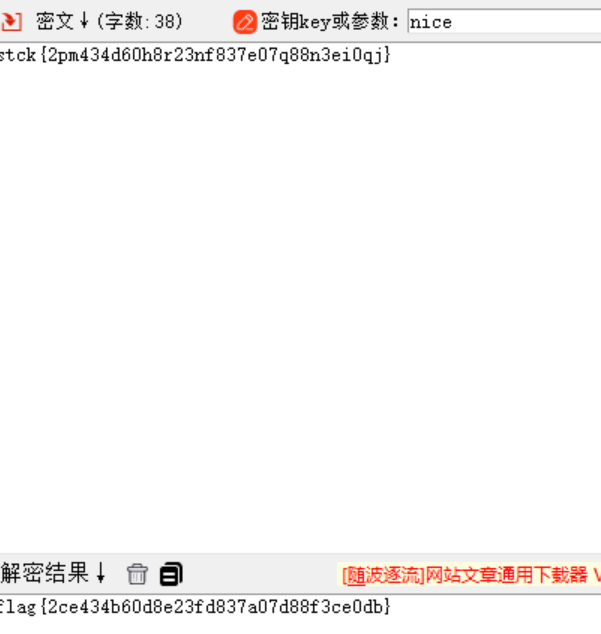 密文↓(字数:38) 密钥key或参数: nice
stck{2pm434d60h8r23nf837e07q88n3ei0qj}
解密结果↓ [随波逐流]网站文章通用下载器 V
flag{2ce434b60d8e23fd837a07d88f3ce0db}